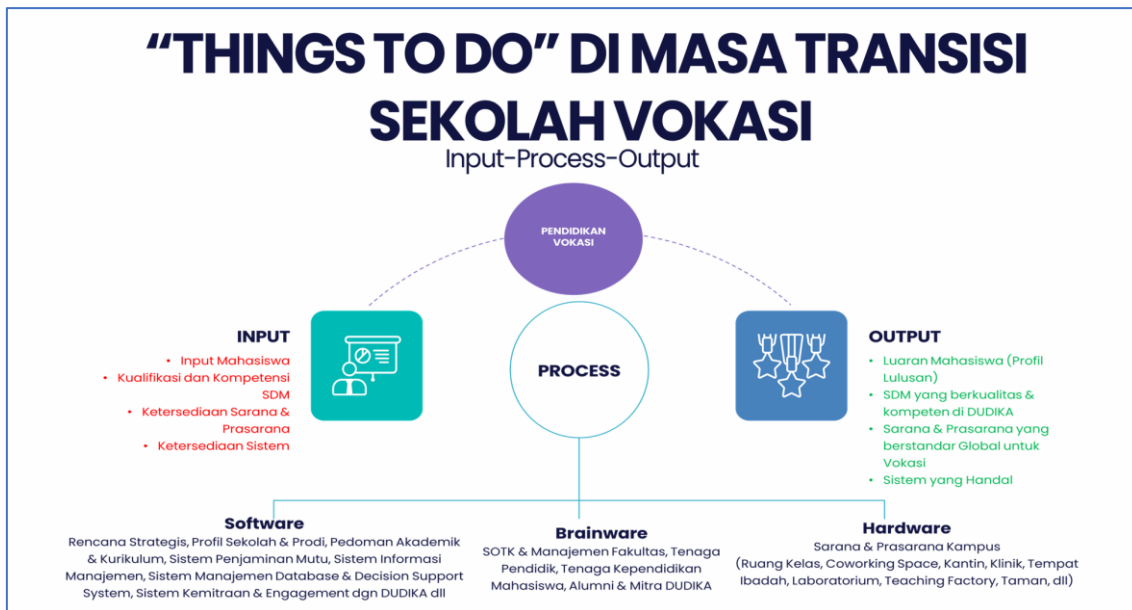 “THINGS TO DO” DI MASA TRANSISI
SEKOLAH VOKASI
Input-Process-Output
PENDIDIKAN
VOKASI
INPUT
• Input Mahasiswa
• Kualifikasi dan Kompetensi
SDM
• Ketersediaan Sarana &
Prasarana
• Ketersediaan Sistem
PROCESS
OUTPUT
• Luaran Mahasiswa (Profil
Lulusan)
• SDM yang berkualitas &
kompeten di DUDIKA
• Sarana & Prasarana yang
berstandar Global untuk
Vokasi
• Sistem yang Handal
Software
Rencana Strategis, Profil Sekolah & Prodi, Pedoman Akademik
& Kurikulum, Sistem Penjaminan Mutu, Sistem Informasi
Manajemen, Sistem Manajemen Database & Decision Support
System, Sistem Kemitraan & Engagement dgn DUDIKA dll
Brainware
SOTK & Manajemen Fakultas, Tenaga
Pendidik, Tenaga Kependidikan
Mahasiswa, Alumni & Mitra DUDIKA
Hardware
Sarana & Prasarana Kampus
(Ruang Kelas, Coworking Space, Kantin, Klinik, Tempat
Ibadah, Laboratorium, Teaching Factory, Taman, dll)